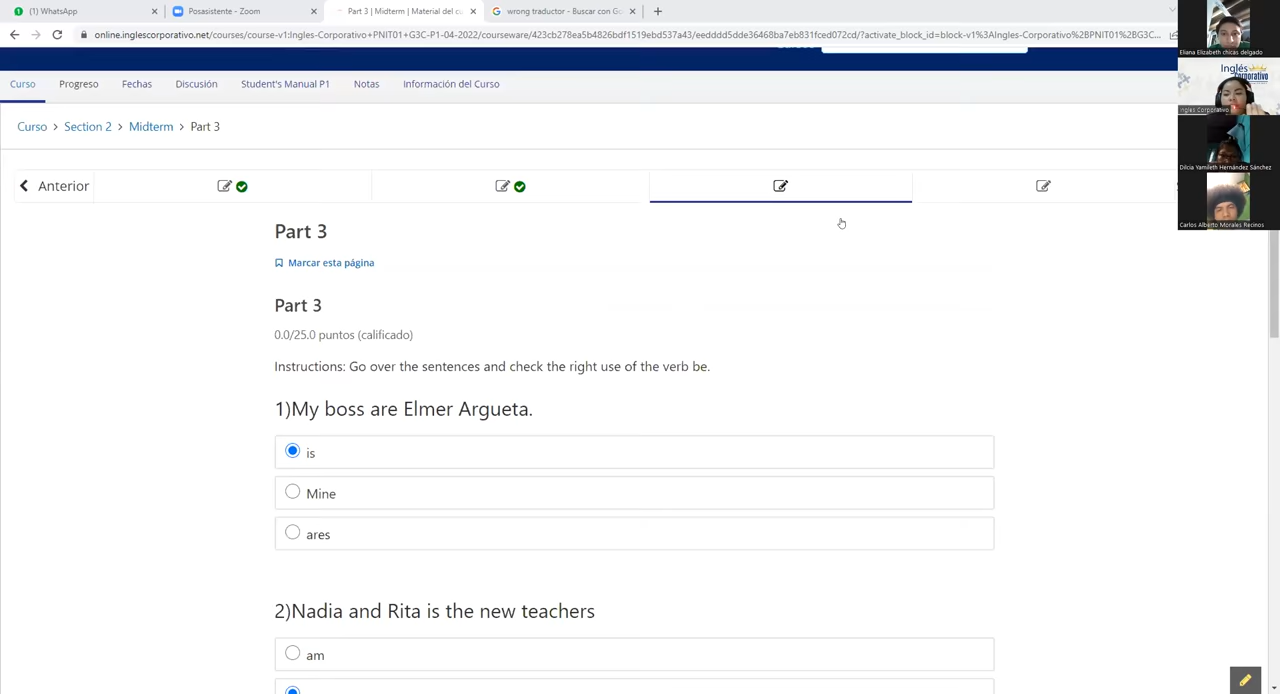 (1) WhatsApp
Posasistente - Zoom
Part 3 | Midterm | Material del cu
wrong traductor - Buscar con Go
online.inglescorporativo.net/courses/course-v1:Ingles-Corporativo+PNIT01+G3C-P1-04-2022/courseware/423b2278ea5b4826bdf1519ebd537a43/eedddd5dde36468ba7eb831fced072cd/?activate_block_id=block-v1%3AIngles-Corporativo%2BPNIT01%2BG3C...
Curso
Progreso
Fechas
Discusión
Student's Manual P1
Notas
Información del Curso
Curso > Section 2 > Midterm > Part 3
Anterior
Part 3
Marcar esta página
Part 3
0.0/25.0 puntos (calificado)
Instructions: Go over the sentences and check the right use of the verb be.
1)My boss are Elmer Argueta.
is
Mine
ares
2)Nadia and Rita is the new teachers
am
Eliana Elizabeth chicas delgado
Inglés
Corporativo
Ingles Corporativo
Dilcia Yamileth Hernández Sánchez
Carlos Alberto Morales Recinos